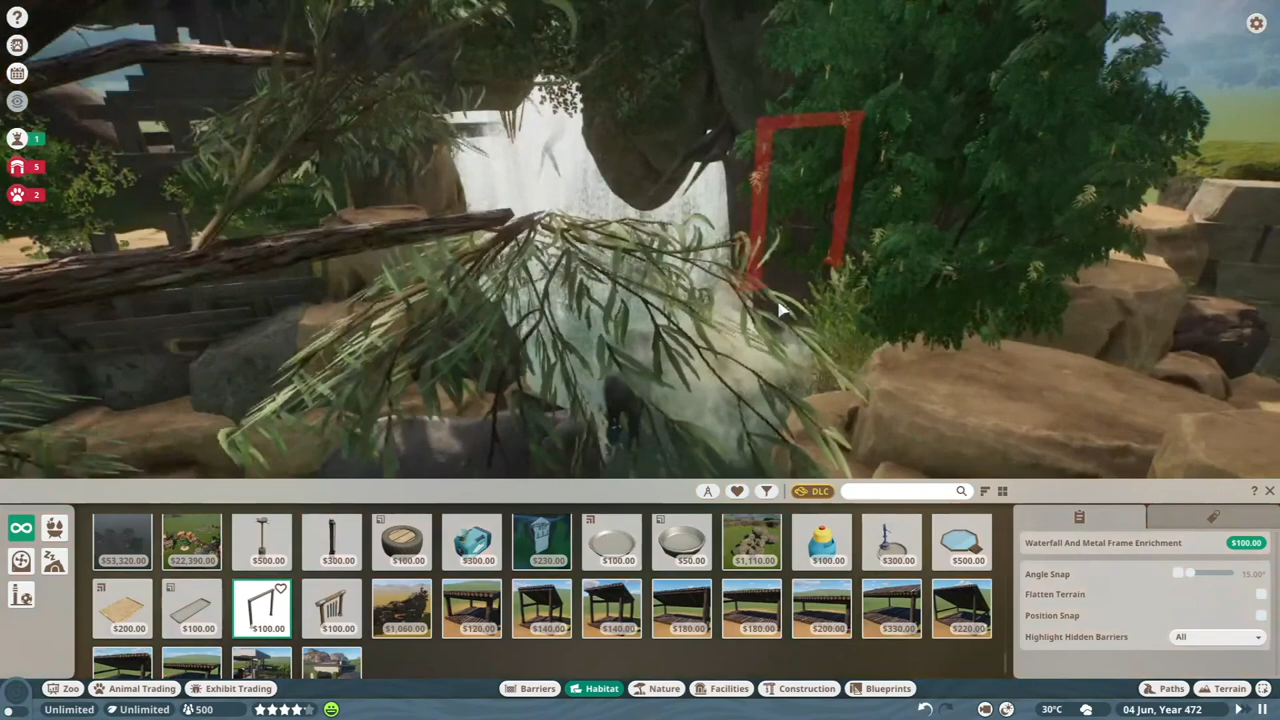 ?
1
5
2
DLC
? ×
$53,320.00 $22,390.00 $500.00 $300.00 $100.00 $300.00 $230.00 $100.00 $50.00 $1,110.00 $100.00 $300.00 $500.00
$200.00 $100.00 $100.00 $100.00 $1,060.00 $120.00 $140.00 $140.00 $180.00 $180.00 $200.00 $330.00 $220.00
Waterfall And Metal Frame Enrichment $100.00
Angle Snap 15.00°
Flatten Terrain
Position Snap
Highlight Hidden Barriers All
Zoo Animal Trading Exhibit Trading Barriers Habitat Nature Facilities Construction Blueprints Paths Terrain
Unlimited Unlimited 500 30°C 04 Jun, Year 472